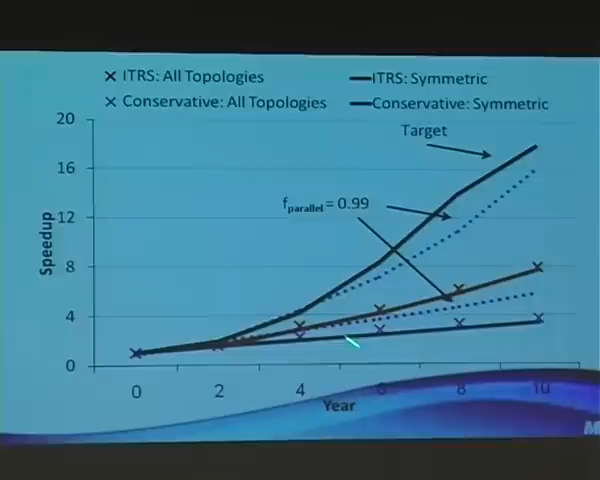 × ITRS: All Topologies
ITRS: Symmetric
× Conservative: All Topologies
Conservative: Symmetric
20
16
12
8
4
0
Speedup
Target
fparallel = 0.99
0 2 4 6 8 10
Year
M